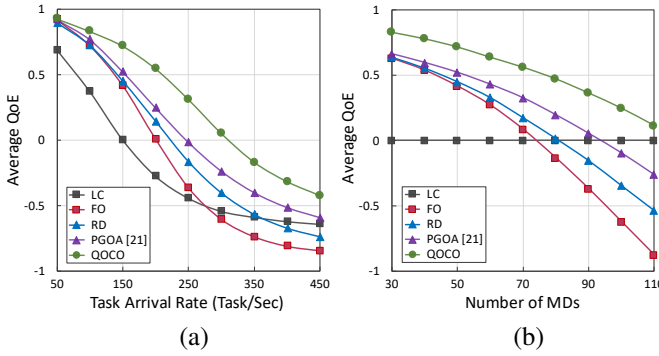 1
0.5
0
-0.5
-1
Average QoE
LC
FO
RD
PGOA [21]
QOCO
50 100 150 200 250 300 350 400 450
Task Arrival Rate (Task/Sec)
(a)
1
0.5
0
-0.5
-1
Average QoE
LC
FO
RD
PGOA [21]
QOCO
30 50 70 90 110
Number of MDs
(b)